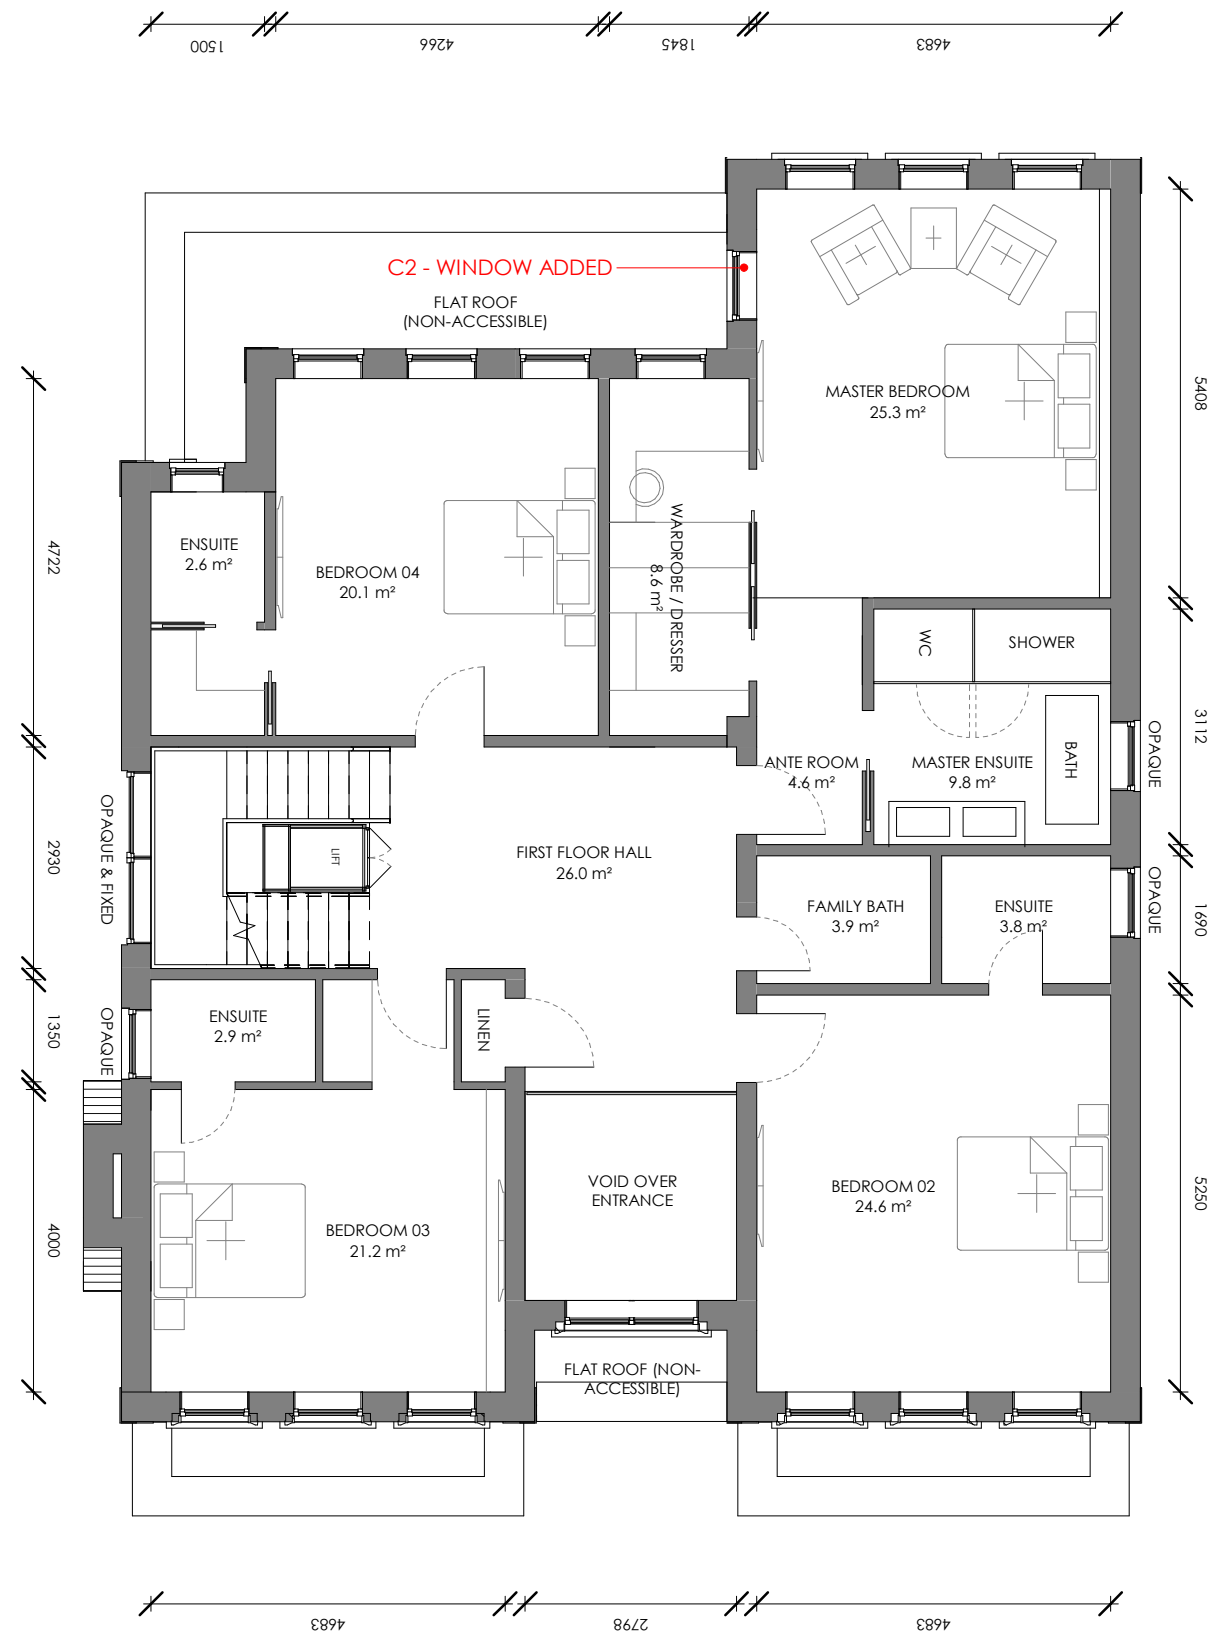 1500
4266
1845
4683
C2 - WINDOW ADDED
FLAT ROOF
(NON-ACCESSIBLE)
MASTER BEDROOM
25.3 m²
5408
4722
ENSUITE
2.6 m²
BEDROOM 04
20.1 m²
WARDROBE / DRESSER
8.6 m²
WC
SHOWER
3112
OPAQUE
ANTE ROOM
4.6 m²
MASTER ENSUITE
9.8 m²
BATH
OPAQUE & FIXED
2930
LIFT
FIRST FLOOR HALL
26.0 m²
FAMILY BATH
3.9 m²
ENSUITE
3.8 m²
OPAQUE
1690
1350
OPAQUE
ENSUITE
2.9 m²
LINEN
VOID OVER
ENTRANCE
BEDROOM 02
24.6 m²
5250
4000
BEDROOM 03
21.2 m²
FLAT ROOF (NON-
ACCESSIBLE)
4683
2798
4683